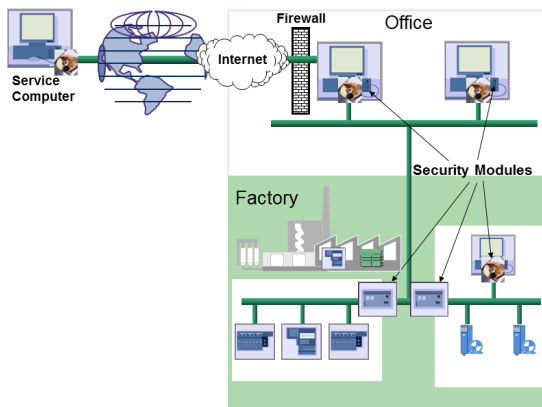 Firewall
Office
Internet
Service
Computer
Security Modules
Factory